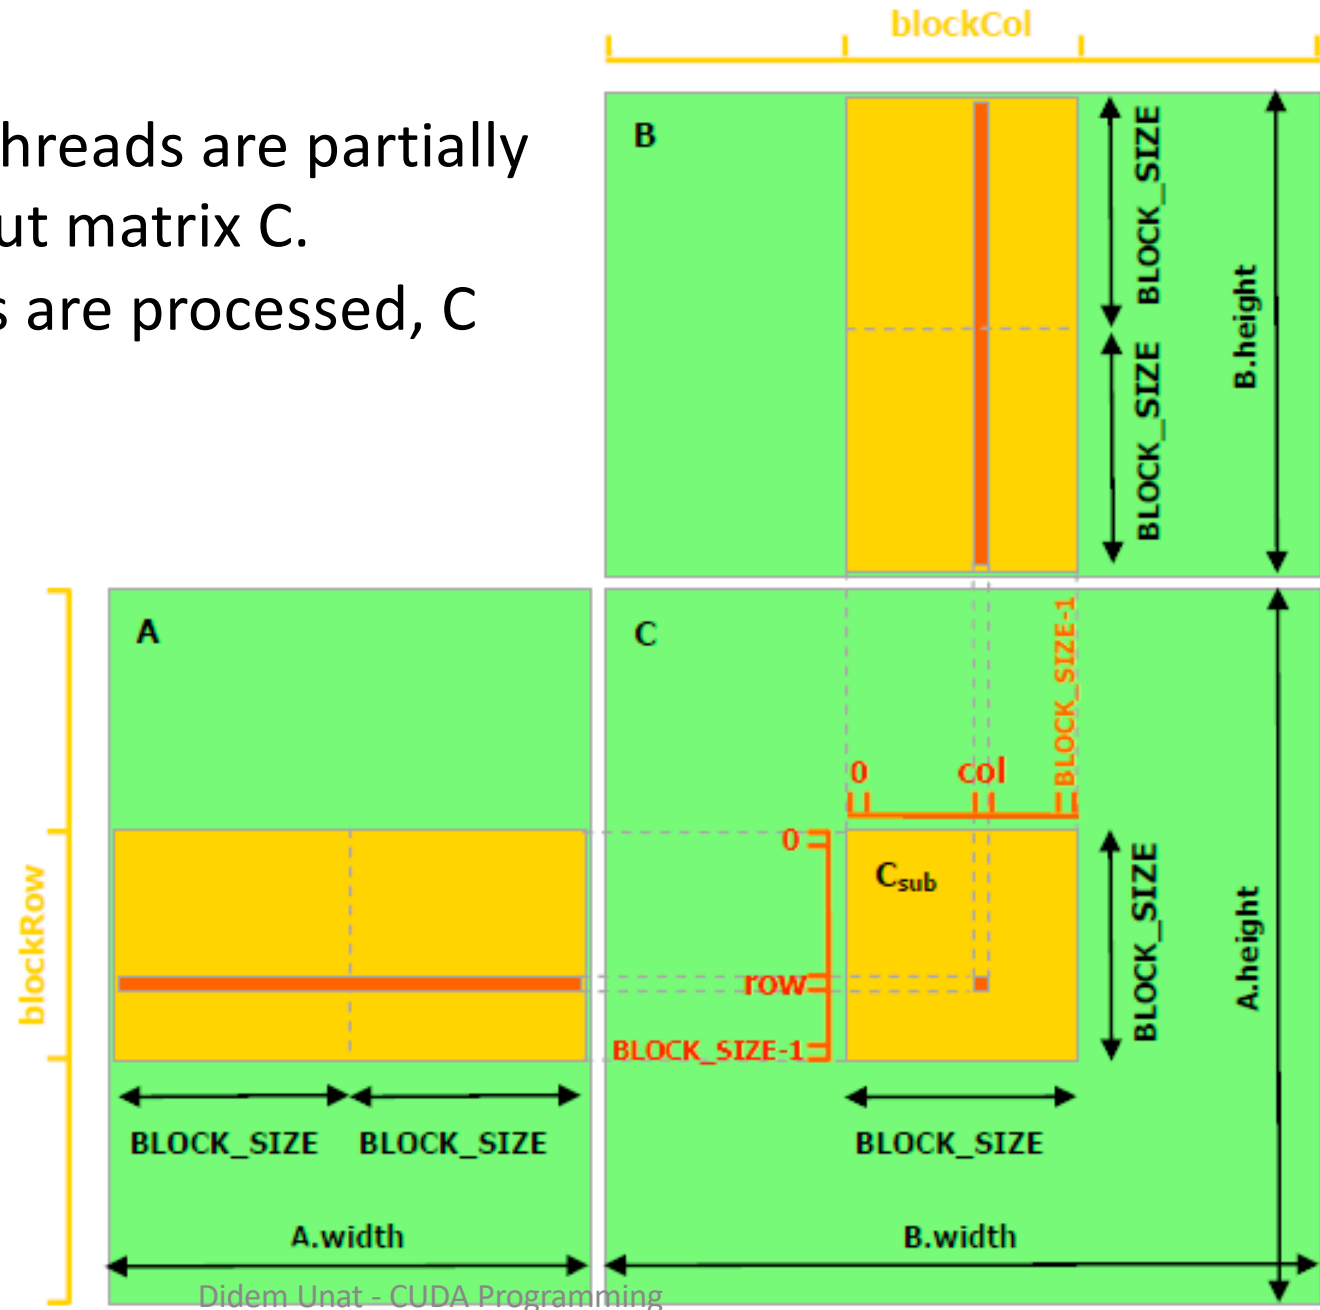 blockCol
hreads are partially
ut matrix C.
s are processed, C
B
BLOCK_SIZE
BLOCK_SIZE
B.height
A
C
BLOCK_SIZE-1
0
col
0
Csub
row
BLOCK_SIZE-1
BLOCK_SIZE
A.height
blockRow
BLOCK_SIZE BLOCK_SIZE
BLOCK_SIZE
A.width
B.width
Didem Unat - CUDA Programming